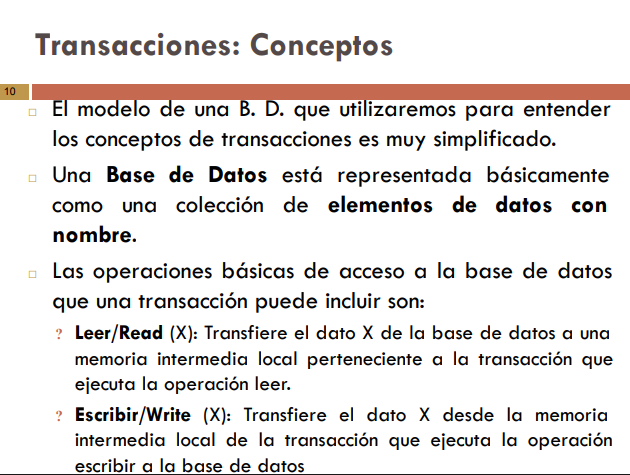 Transacciones: Conceptos
10
El modelo de una B. D. que utilizaremos para entender
los conceptos de transacciones es muy simplificado.
Una Base de Datos está representada básicamente
como una colección de elementos de datos con
nombre.
Las operaciones básicas de acceso a la base de datos
que una transacción puede incluir son:
? Leer/Read (X): Transfiere el dato X de la base de datos a una
memoria intermedia local perteneciente a la transacción que
ejecuta la operación leer.
? Escribir/Write (X): Transfiere el dato X desde la memoria
intermedia local de la transacción que ejecuta la operación
escribir a la base de datos